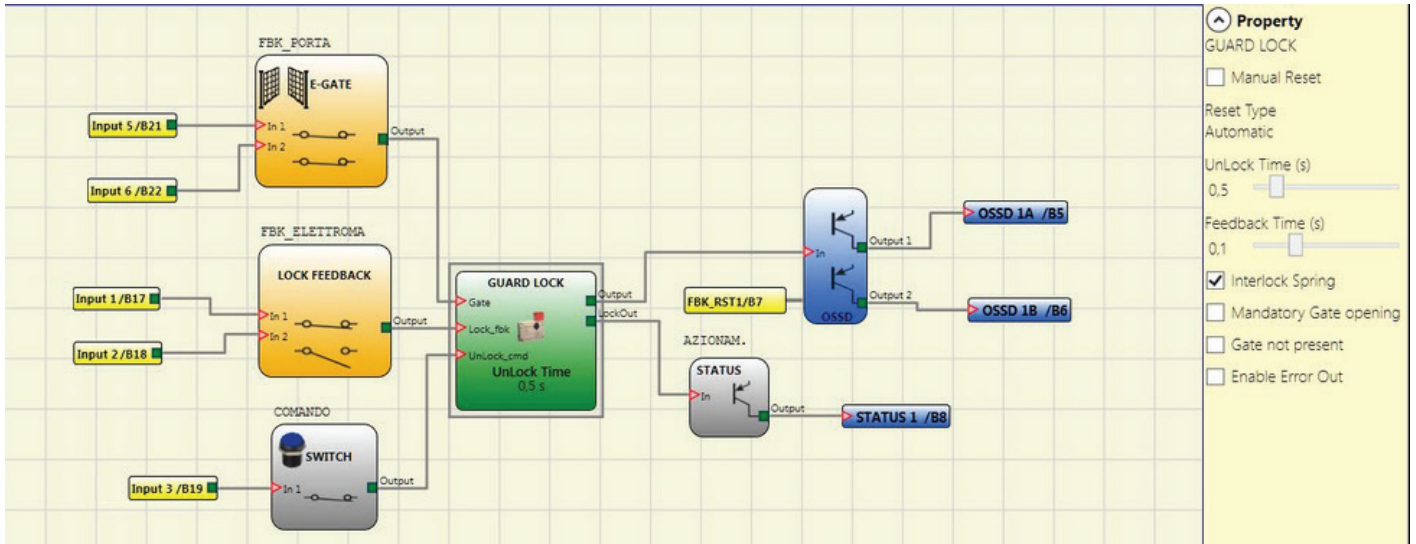 FBK_PORTA
E-GATE
Input 5 /B21
In 1
In 2
Output
Input 6 /B22
FBK_ELETTROMA
LOCK FEEDBACK
Input 1 /B17
In 1
In 2
Output
Input 2 /B18
COMANDO
SWITCH
Input 3 /B19
In 1
Output
GUARD LOCK
Gate
Lock_fbk
UnLock_cmd
UnLock Time
0,5 s
Output
LockOut
FBK_RST1/B7
In
Output 1
Output 2
OSSD
OSSD 1A /B5
OSSD 1B /B6
AZIONAM.
STATUS
In
Output
STATUS 1 /B8
Property
GUARD LOCK
Manual Reset
Reset Type
Automatic
UnLock Time (s)
0,5
Feedback Time (s)
0,1
Interlock Spring
Mandatory Gate opening
Gate not present
Enable Error Out